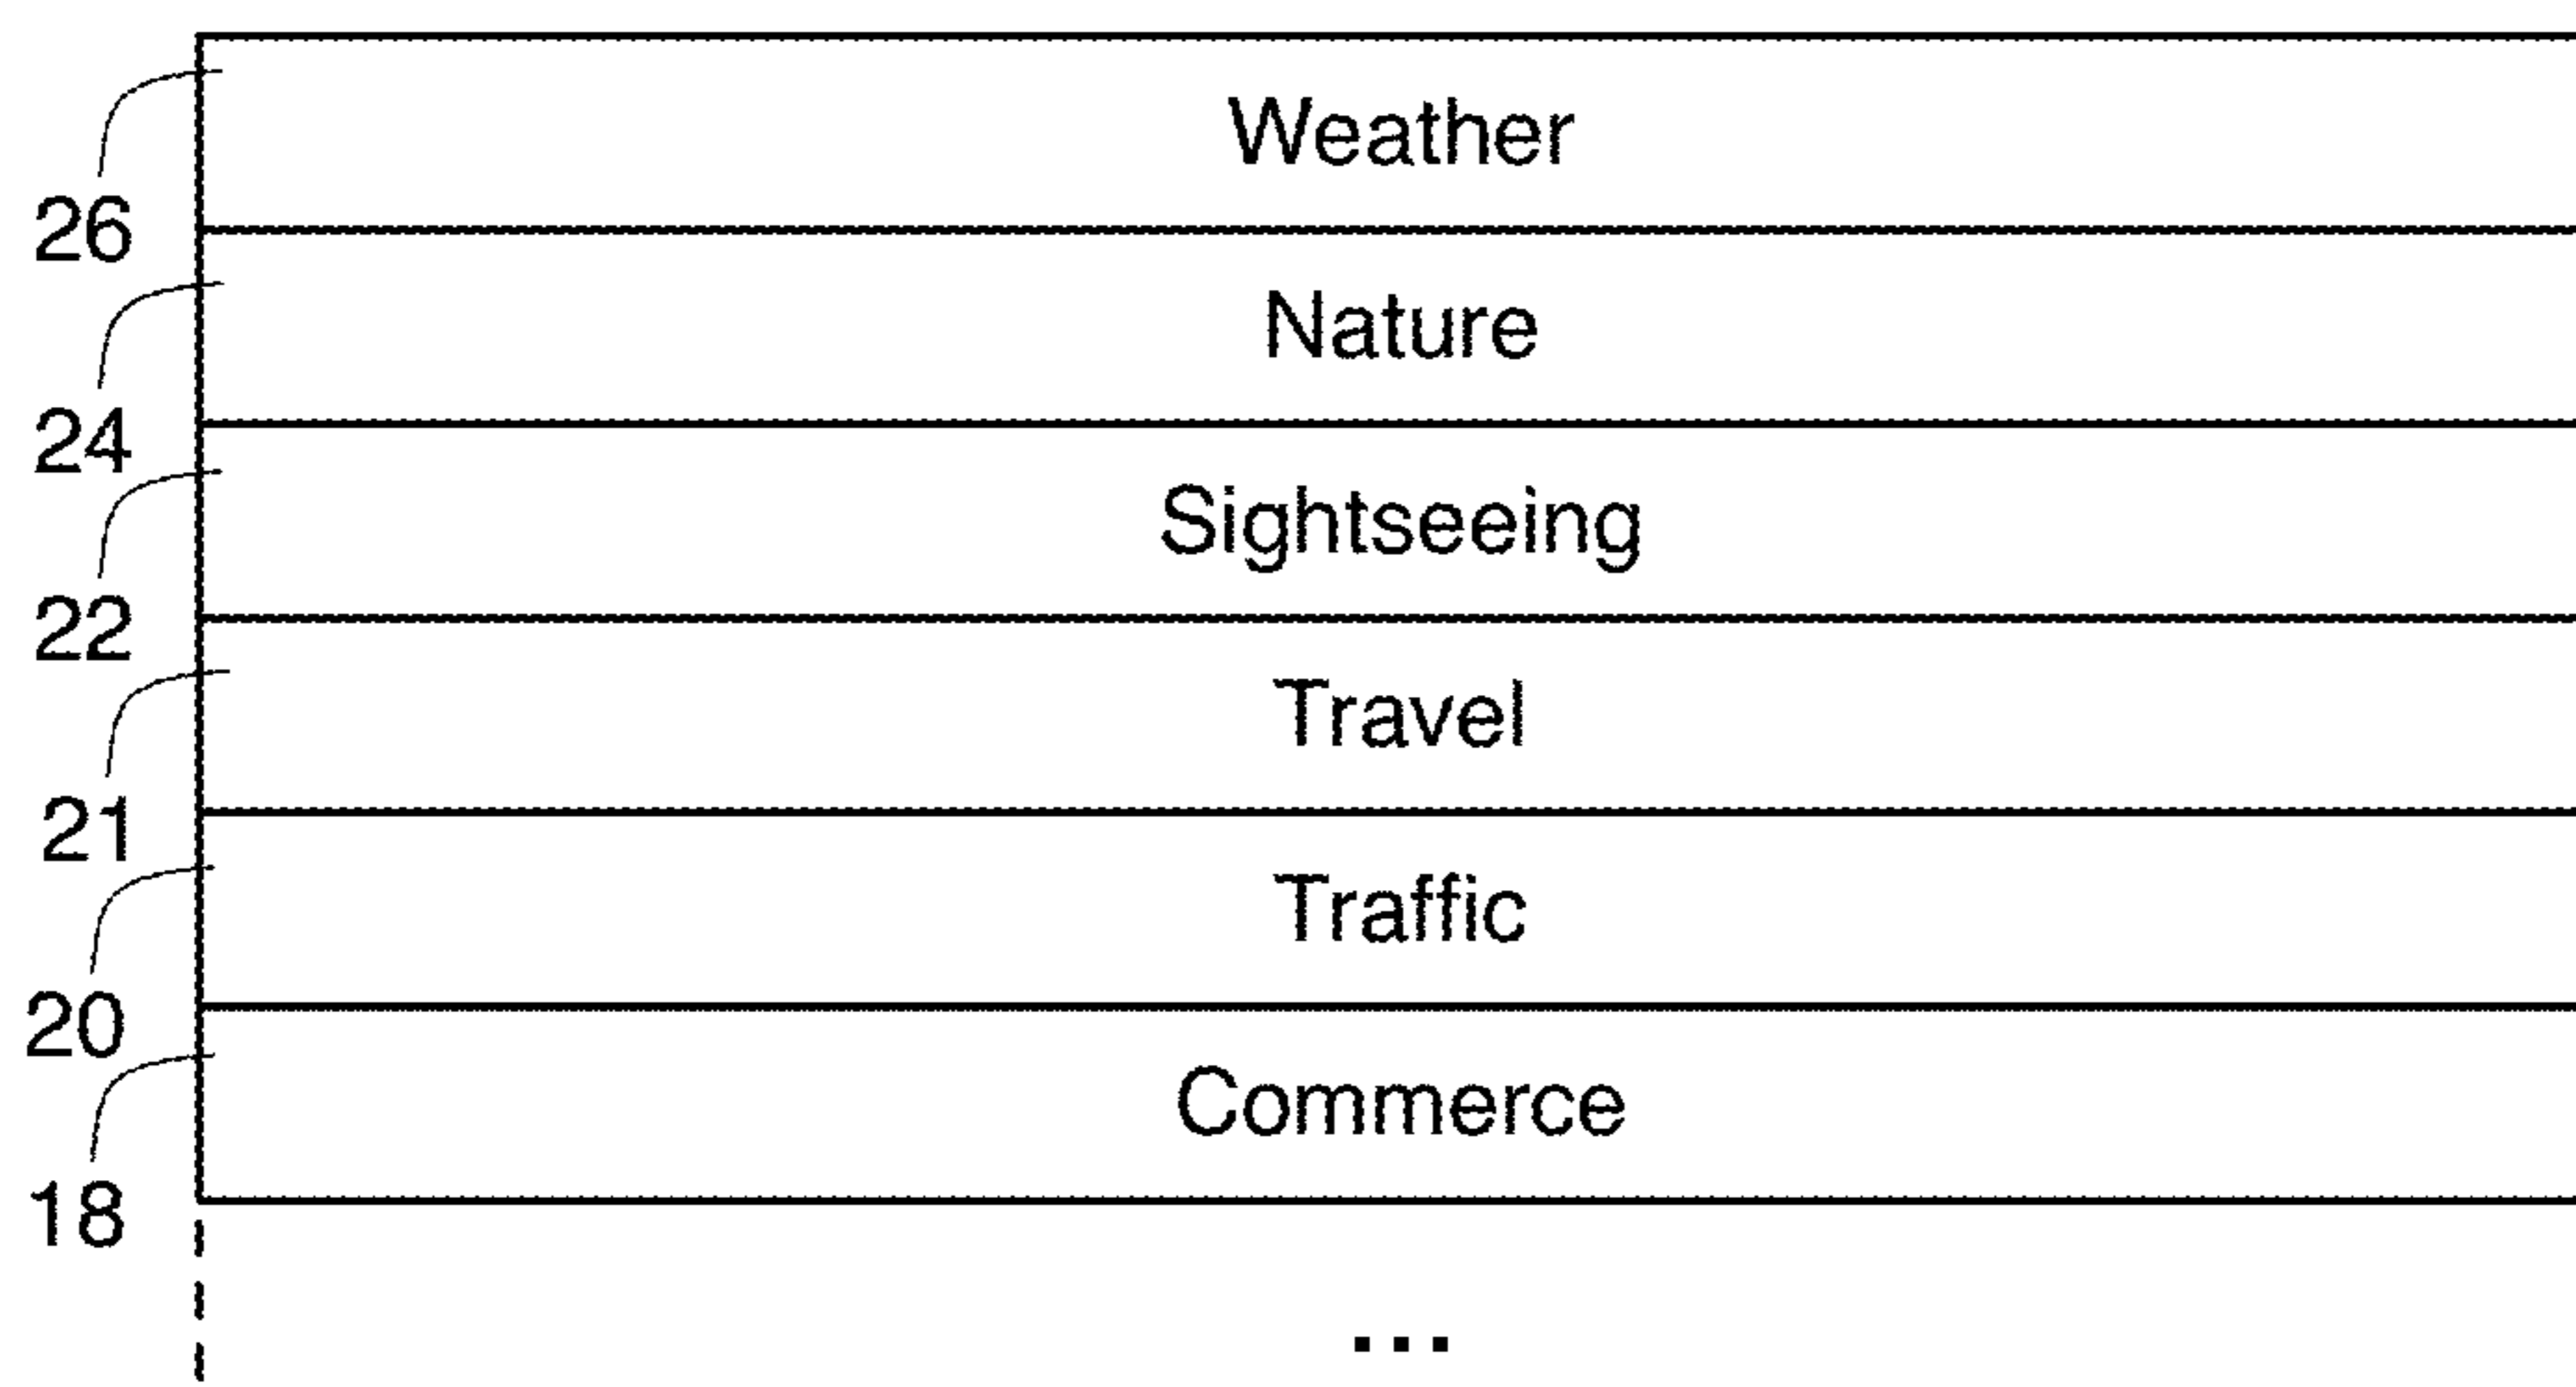 Weather
26
Nature
24
Sightseeing
22
Travel
21
Traffic
20
Commerce
18
...